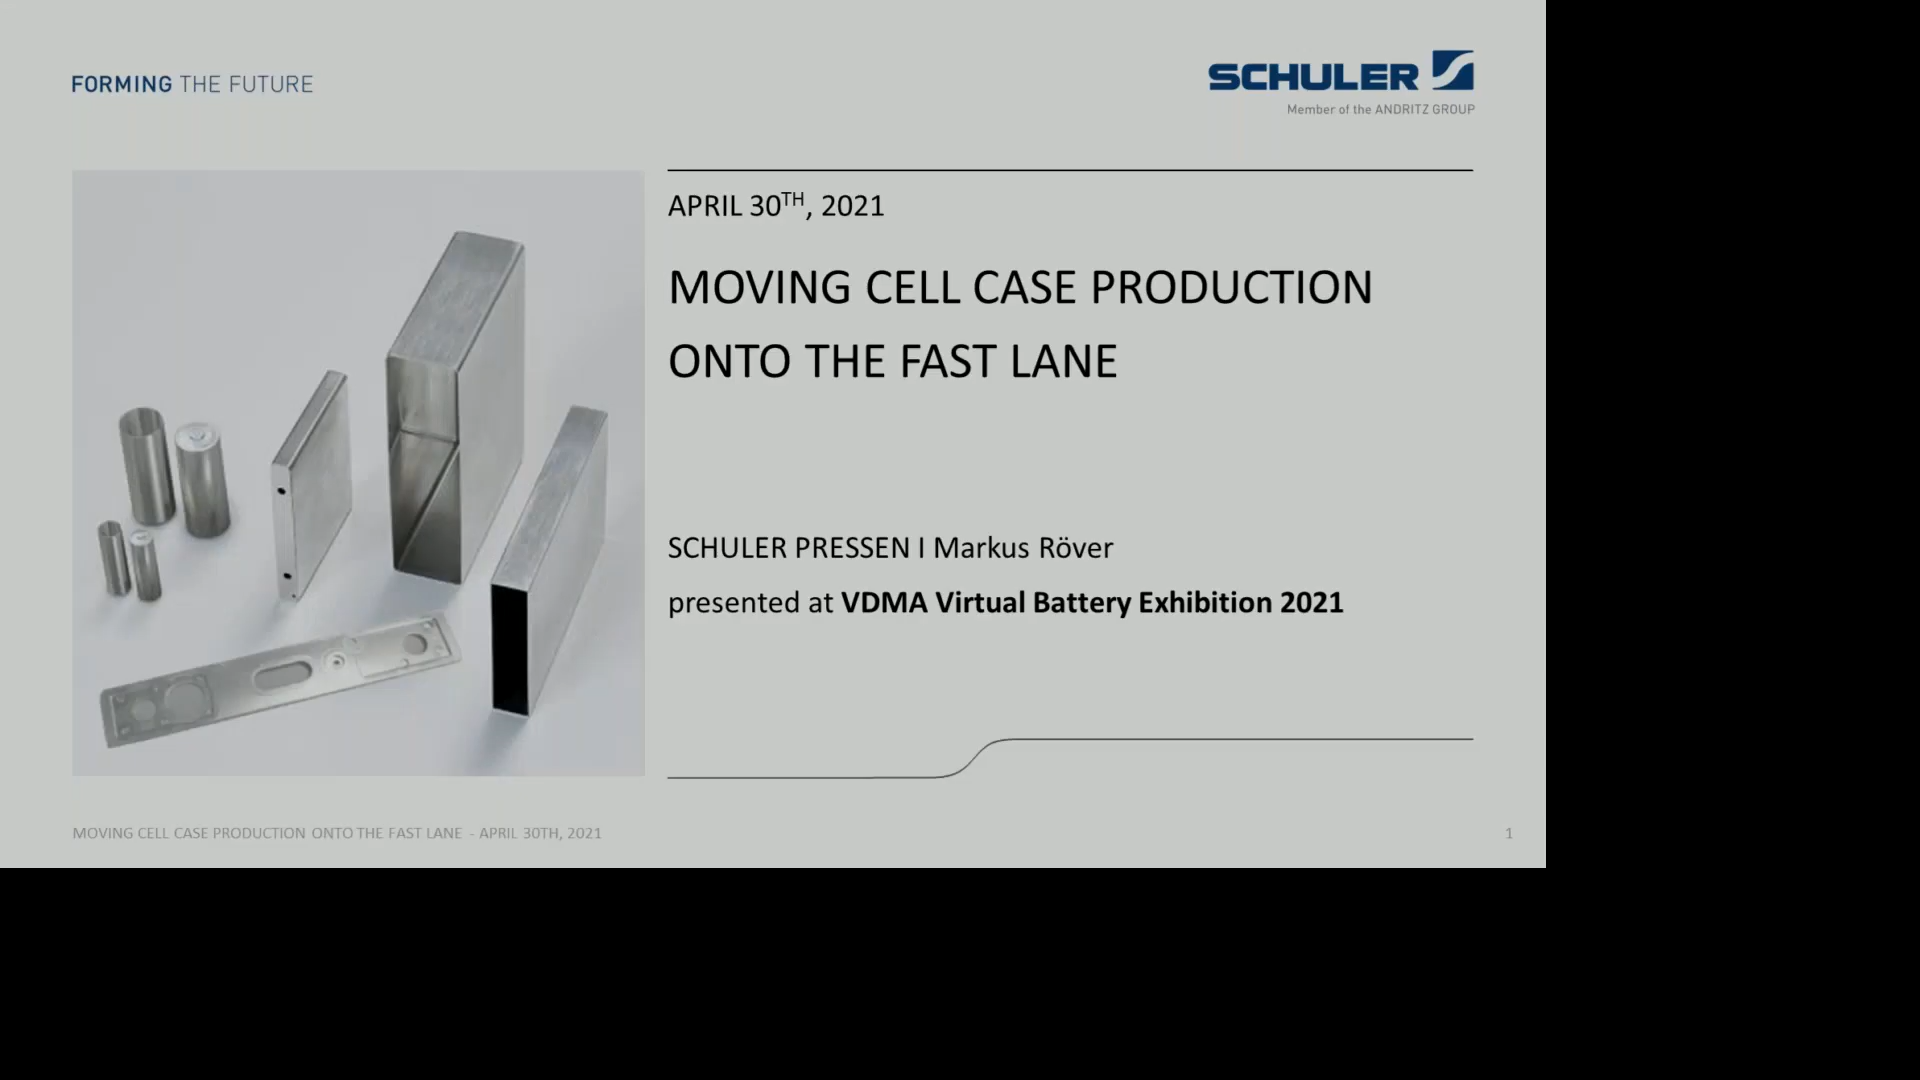 FORMING THE FUTURE
SCHULER
Member of the ANDRITZ GROUP
APRIL 30TH, 2021
MOVING CELL CASE PRODUCTION
ONTO THE FAST LANE
SCHULER PRESSEN I Markus Röver
presented at VDMA Virtual Battery Exhibition 2021
MOVING CELL CASE PRODUCTION ONTO THE FAST LANE - APRIL 30TH, 2021
1